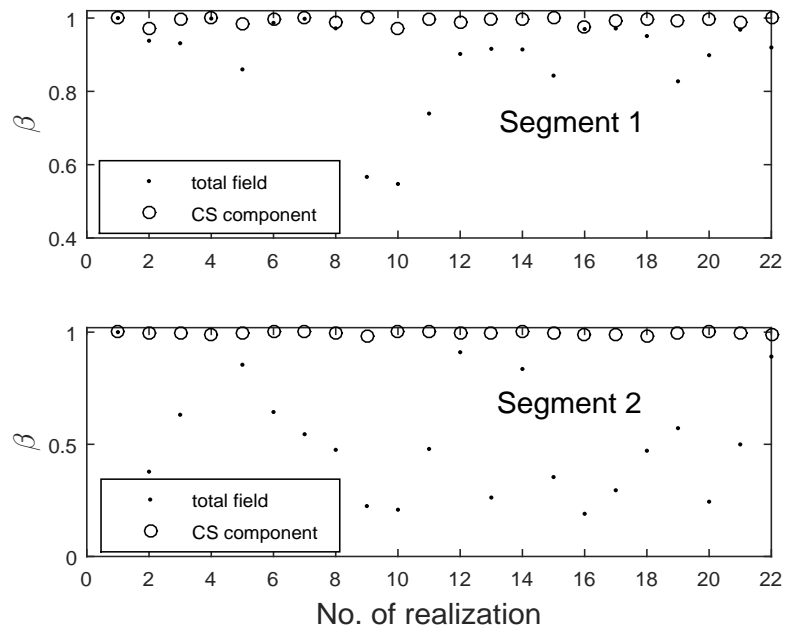 1
0.8
0.6
0.4
β
Segment 1
total field
CS component
0 2 4 6 8 10 12 14 16 18 20 22
1
0.5
0
β
Segment 2
total field
CS component
0 2 4 6 8 10 12 14 16 18 20 22
No. of realization